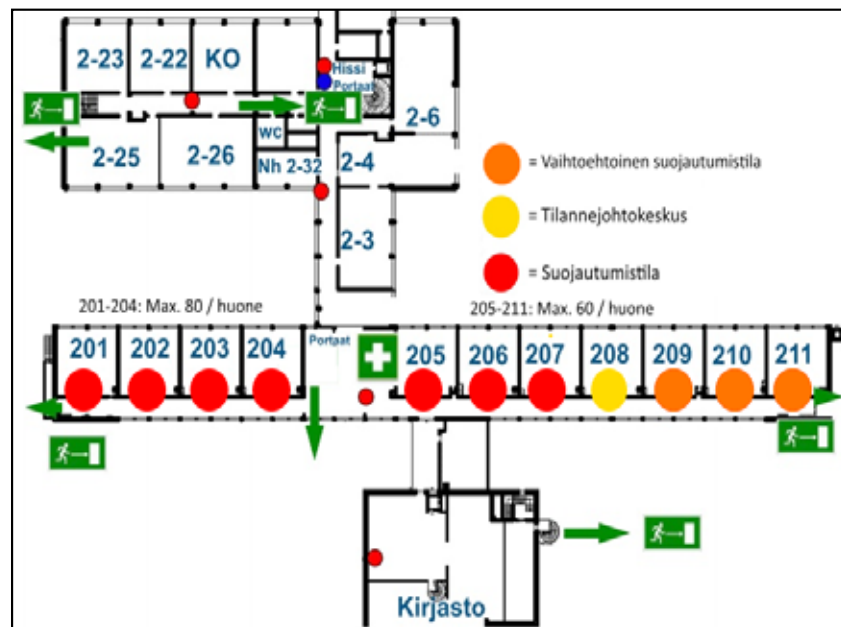 2-23
2-22
KO
Hissi
Portaat
2-6
WC
2-25
2-26
Nh 2-32
2-4
2-3
= Vaihtoehtoinen suojautumistila
= Tilannejohtokeskus
= Suojautumistila
201-204: Max. 80 / huone
205-211: Max. 60 / huone
201
202
203
204
Portaat
205
206
207
208
209
210
211
Kirjasto